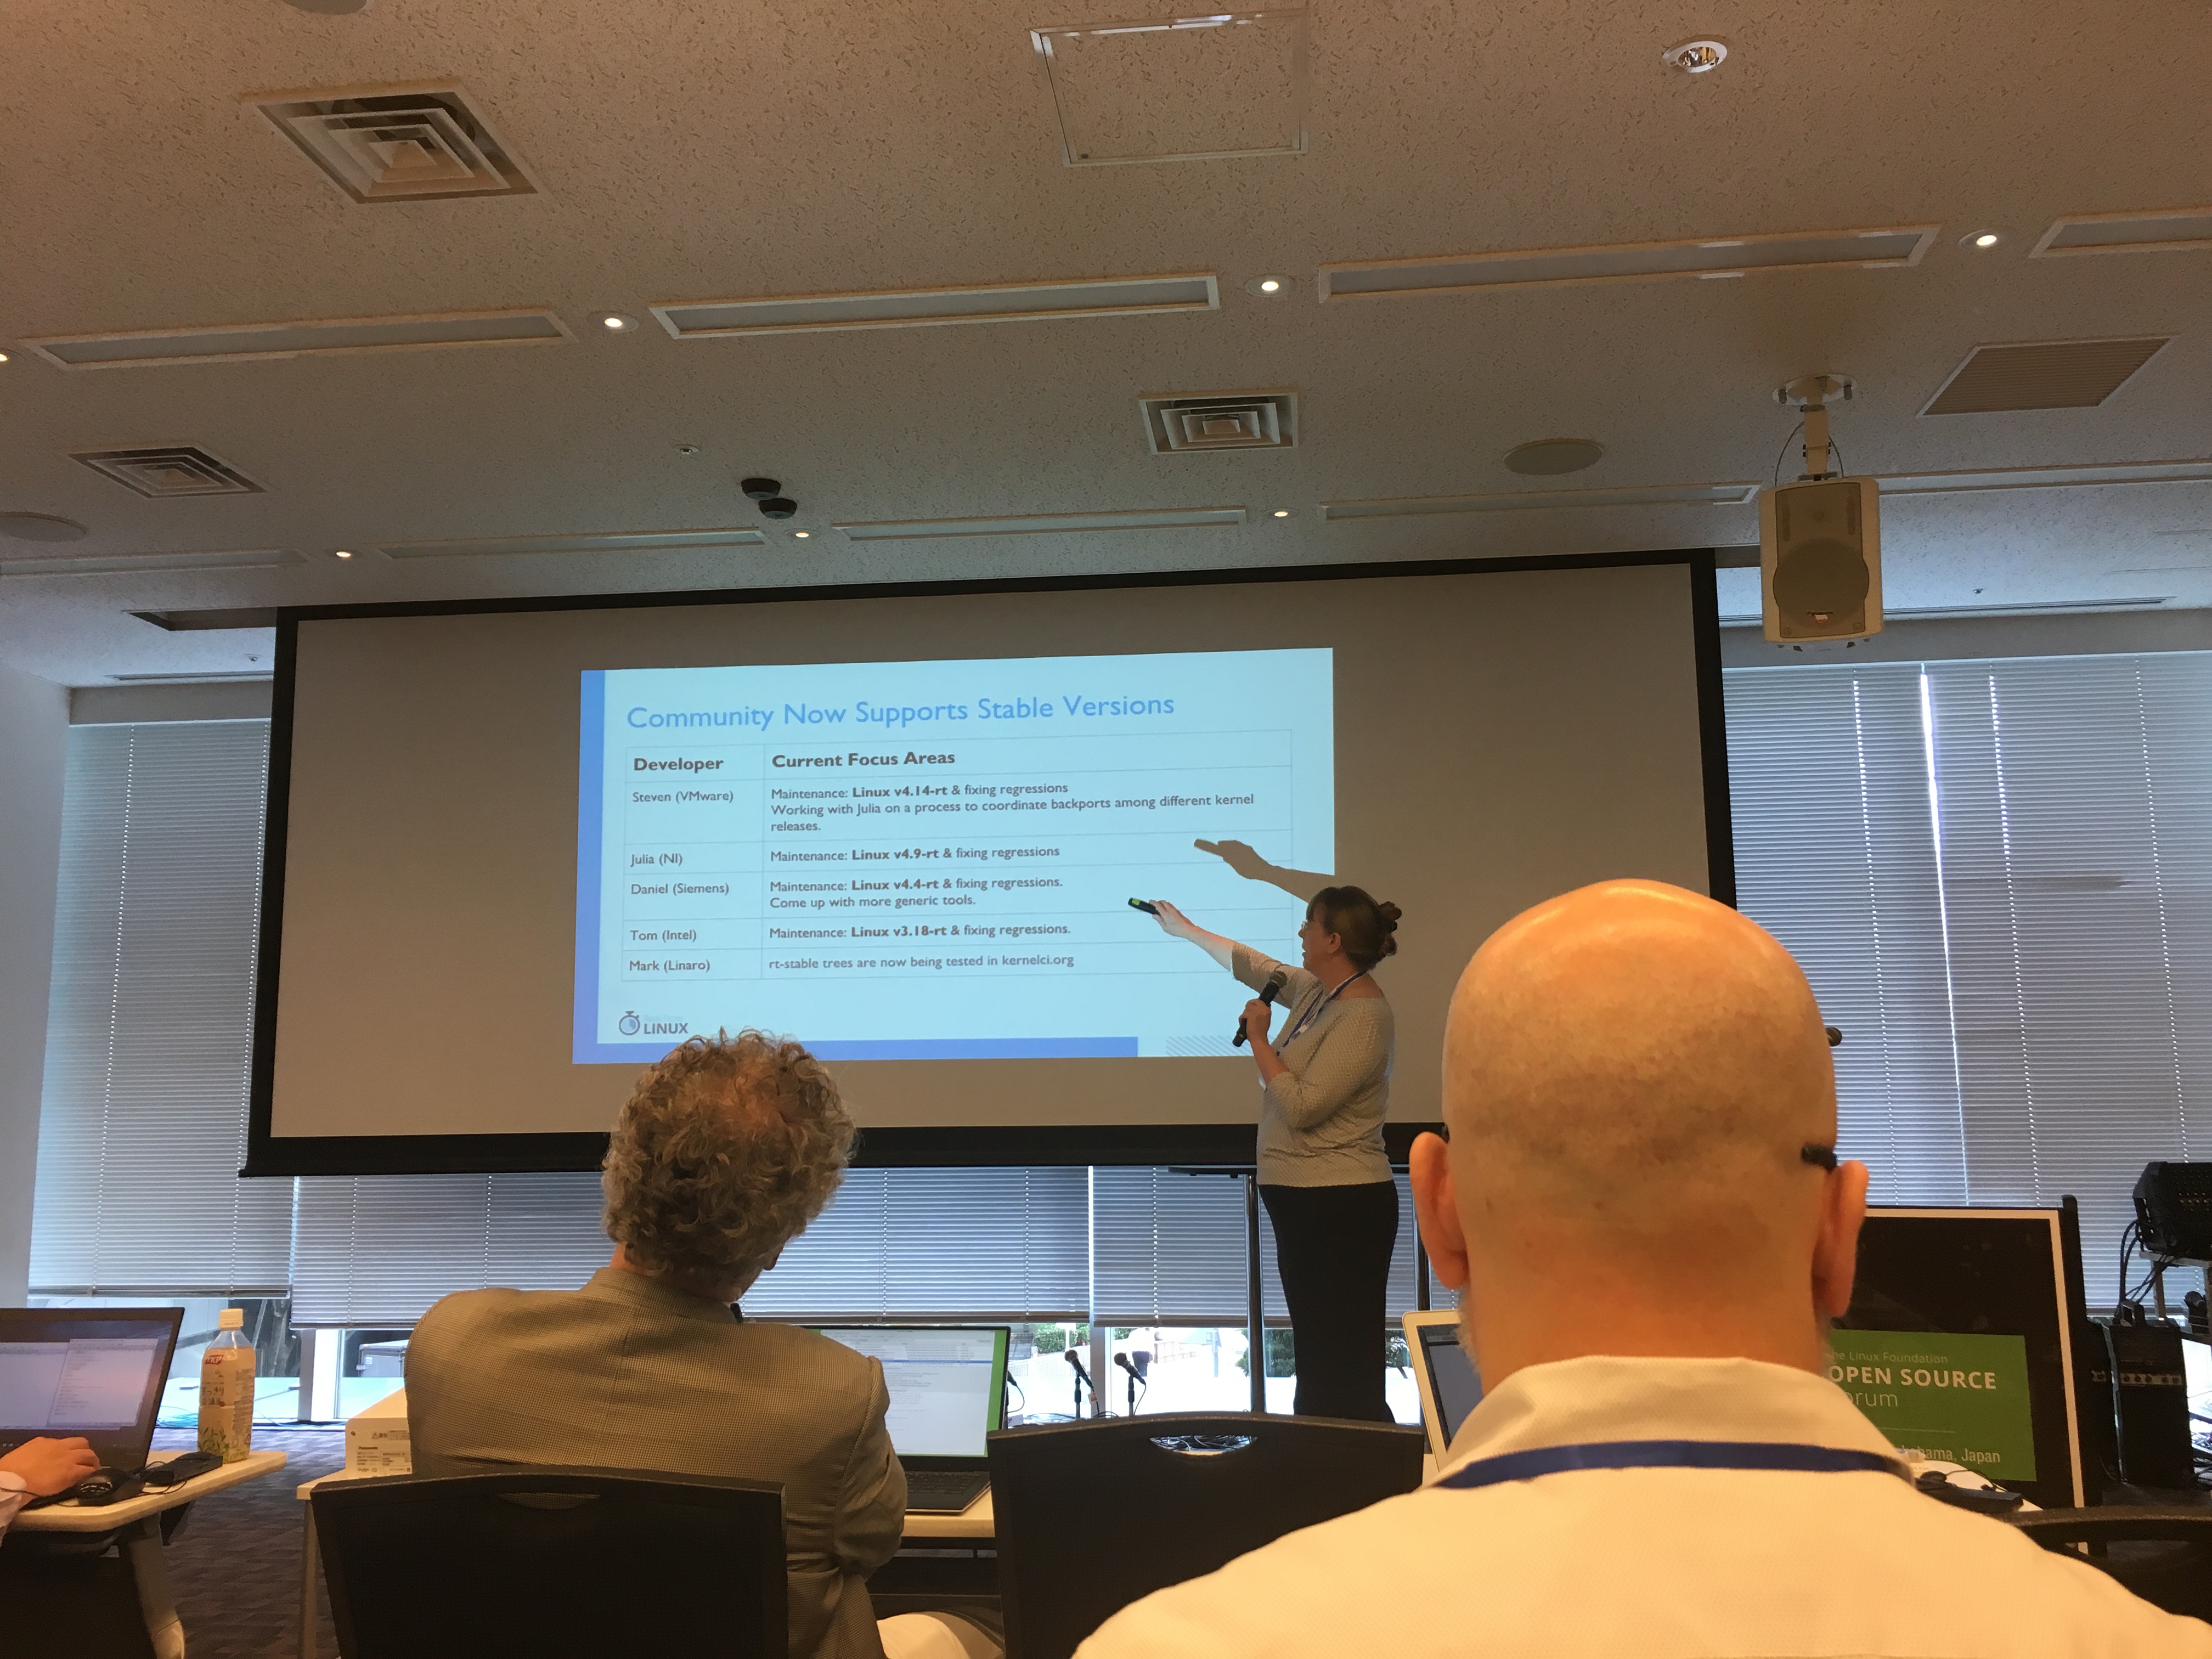 Community Now Supports Stable Versions
Developer
Current Focus Areas
Steven (VMware)
Maintenance: Linux v4.14-rt & fixing regressions
Working with Julia on a process to coordinate backports among different kernel
releases.
Julia (NI)
Maintenance: Linux v4.9-rt & fixing regressions
Daniel (Siemens)
Maintenance: Linux v4.4-rt & fixing regressions.
Come up with more generic tools.
Tom (Intel)
Maintenance: Linux v3.18-rt & fixing regressions.
Mark (Linaro)
rt-stable trees are now being tested in kernelci.org
LINUX
Linux Foundation
OPEN SOURCE
Japan